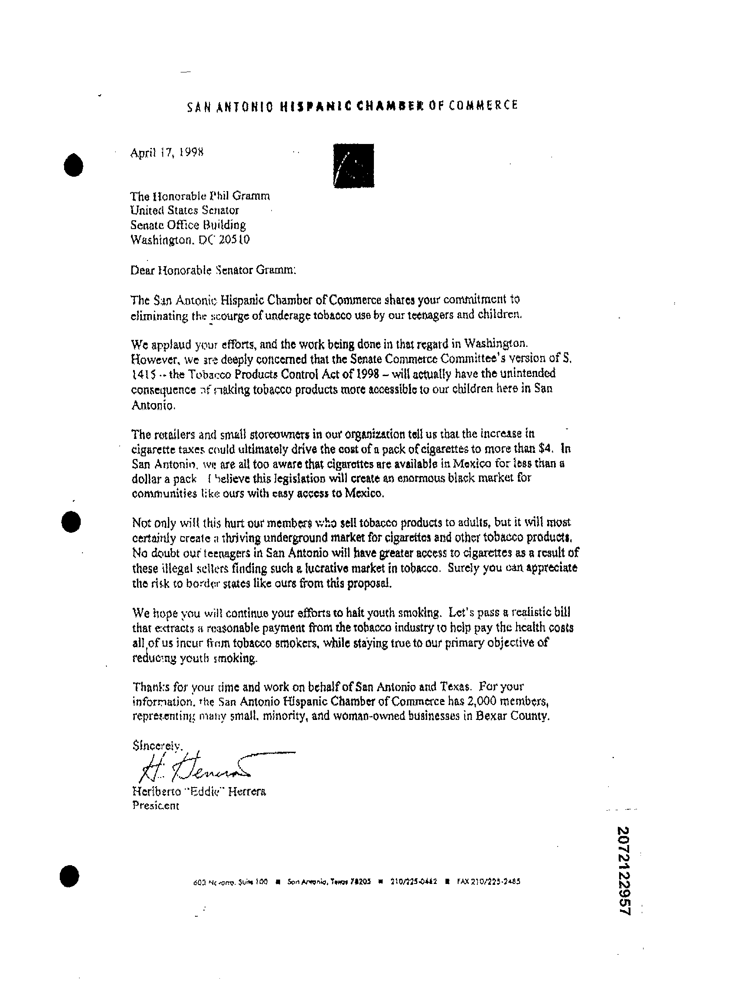 SAN ANTONIO HISPANIC CHAMBER OF COMMERCE
April 17, 1998
The Honorable Phil Gramm
United States Senator
Senate Office Building
Washington, DC 20510
Dear Honorable Senator Gramm:
The San Antonio Hispanic Chamber of Commerce shares your commitment to
eliminating the scourge of underage tobacco use by our teenagers and children.
We applaud your efforts, and the work being done in that regard in Washington.
However, we are deeply concerned that the Senate Commerce Committee's version of S.
1415 -- the Tobacco Products Control Act of 1998 – will actually have the unintended
consequence of making tobacco products more accessible to our children here in San
Antonio.
The retailers and small storeowners in our organization tell us that the increase in
cigarette taxes could ultimately drive the cost of a pack of cigarettes to more than $4. In
San Antonio, we are all too aware that cigarettes are available in Mexico for less than a
dollar a pack I believe this legislation will create an enormous black market for
communities like ours with easy access to Mexico.
Not only will this hurt our members who sell tobacco products to adults, but it will most
certainly create a thriving underground market for cigarettes and other tobacco products.
No doubt our teenagers in San Antonio will have greater access to cigarettes as a result of
these illegal sellers finding such a lucrative market in tobacco. Surely you can appreciate
the risk to border states like ours from this proposal.
We hope you will continue your efforts to halt youth smoking. Let's pass a realistic bill
that extracts a reasonable payment from the tobacco industry to help pay the health costs
all of us incur from tobacco smokers, while staying true to our primary objective of
reducing youth smoking.
Thanks for your time and work on behalf of San Antonio and Texas. For your
information, the San Antonio Hispanic Chamber of Commerce has 2,000 members,
representing many small, minority, and woman-owned businesses in Bexar County.
Sincerely,
Heriberto "Eddie" Herrera
President
603 Navarro, Suite 100 ■ San Antonio, Texas 78205 ■ 210/225-0462 ■ FAX 210/225-2485
2072122957